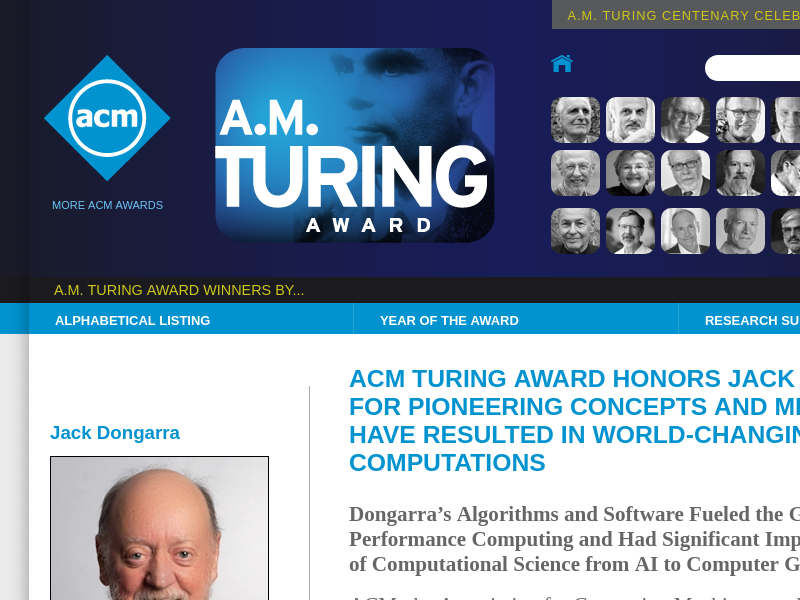 A.M. TURING CENTENARY CELEB
acm
MORE ACM AWARDS
A.M.
TURING
AWARD
A.M. TURING AWARD WINNERS BY...
ALPHABETICAL LISTING
YEAR OF THE AWARD
RESEARCH SU
Jack Dongarra
ACM TURING AWARD HONORS JACK
FOR PIONEERING CONCEPTS AND ME
HAVE RESULTED IN WORLD-CHANGIN
COMPUTATIONS
Dongarra’s Algorithms and Software Fueled the G
Performance Computing and Had Significant Imp
of Computational Science from AI to Computer G